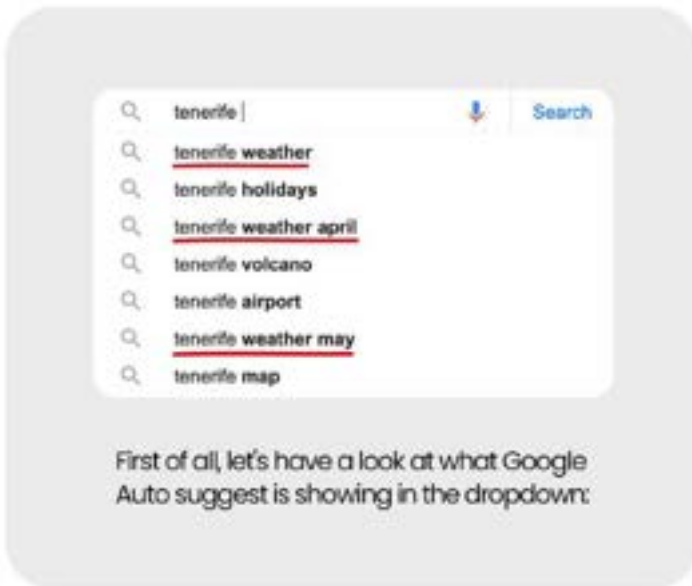 tenerife
Search
tenerife weather
tenerife holidays
tenerife weather april
tenerife volcano
tenerife airport
tenerife weather may
tenerife map
First of all, let's have a look at what Google
Auto suggest is showing in the dropdown: